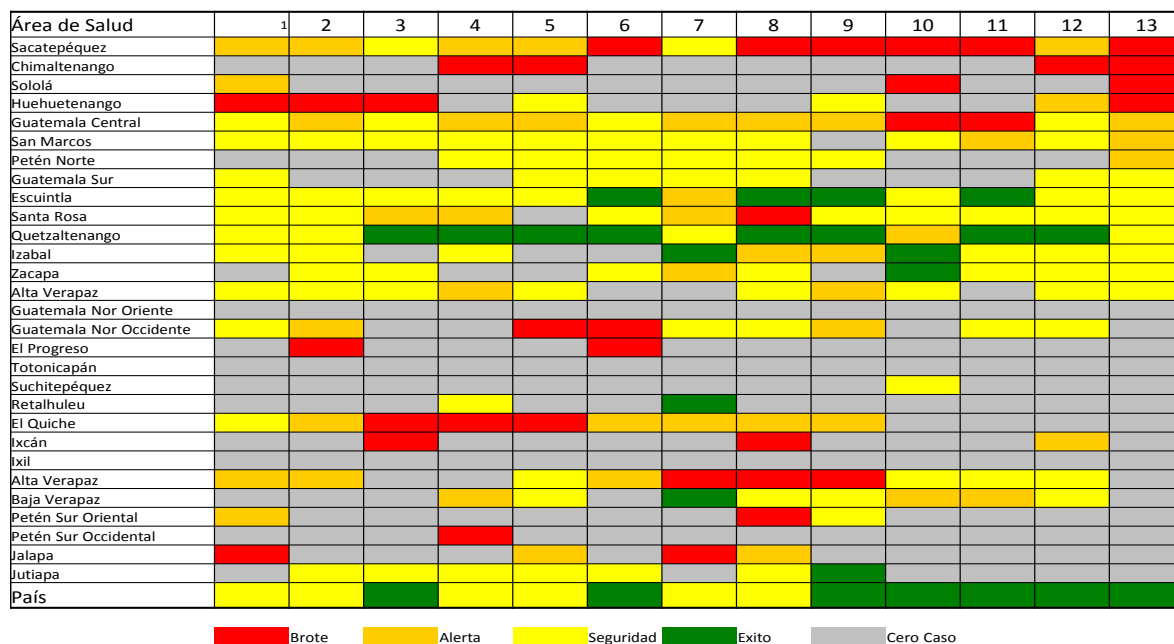 Área de Salud 1 2 3 4 5 6 7 8 9 10 11 12 13
Sacatepéquez
Chimaltenango
Sololá
Huehuetenango
Guatemala Central
San Marcos
Petén Norte
Guatemala Sur
Escuintla
Santa Rosa
Quetzaltenango
Izabal
Zacapa
Alta Verapaz
Guatemala Nor Oriente
Guatemala Nor Occidente
El Progreso
Totonicapán
Suchitepéquez
Retalhuleu
El Quiche
Ixcán
Ixil
Alta Verapaz
Baja Verapaz
Petén Sur Oriental
Petén Sur Occidental
Jalapa
Jutiapa
País
Brote Alerta Seguridad Exito Cero Caso